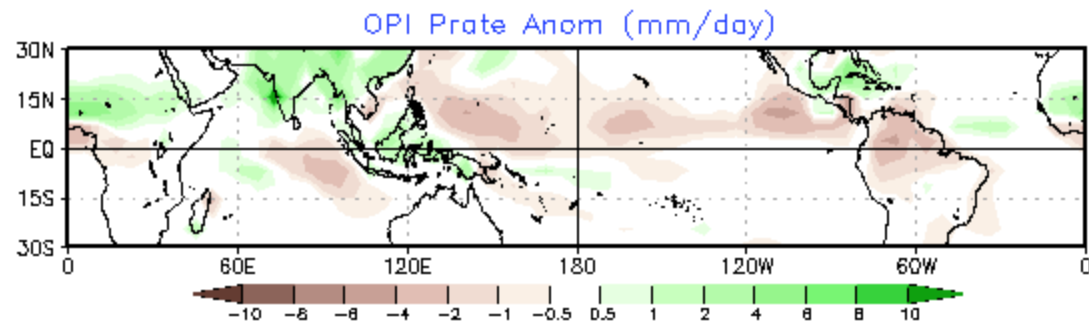 OPI Prate Anom (mm/day)
30N
15N
EQ
15S
30S
0 60E 120E 180 120W 60W 0
-10 -8 -6 -4 -2 -1 -0.5 0.5 1 2 4 6 8 10